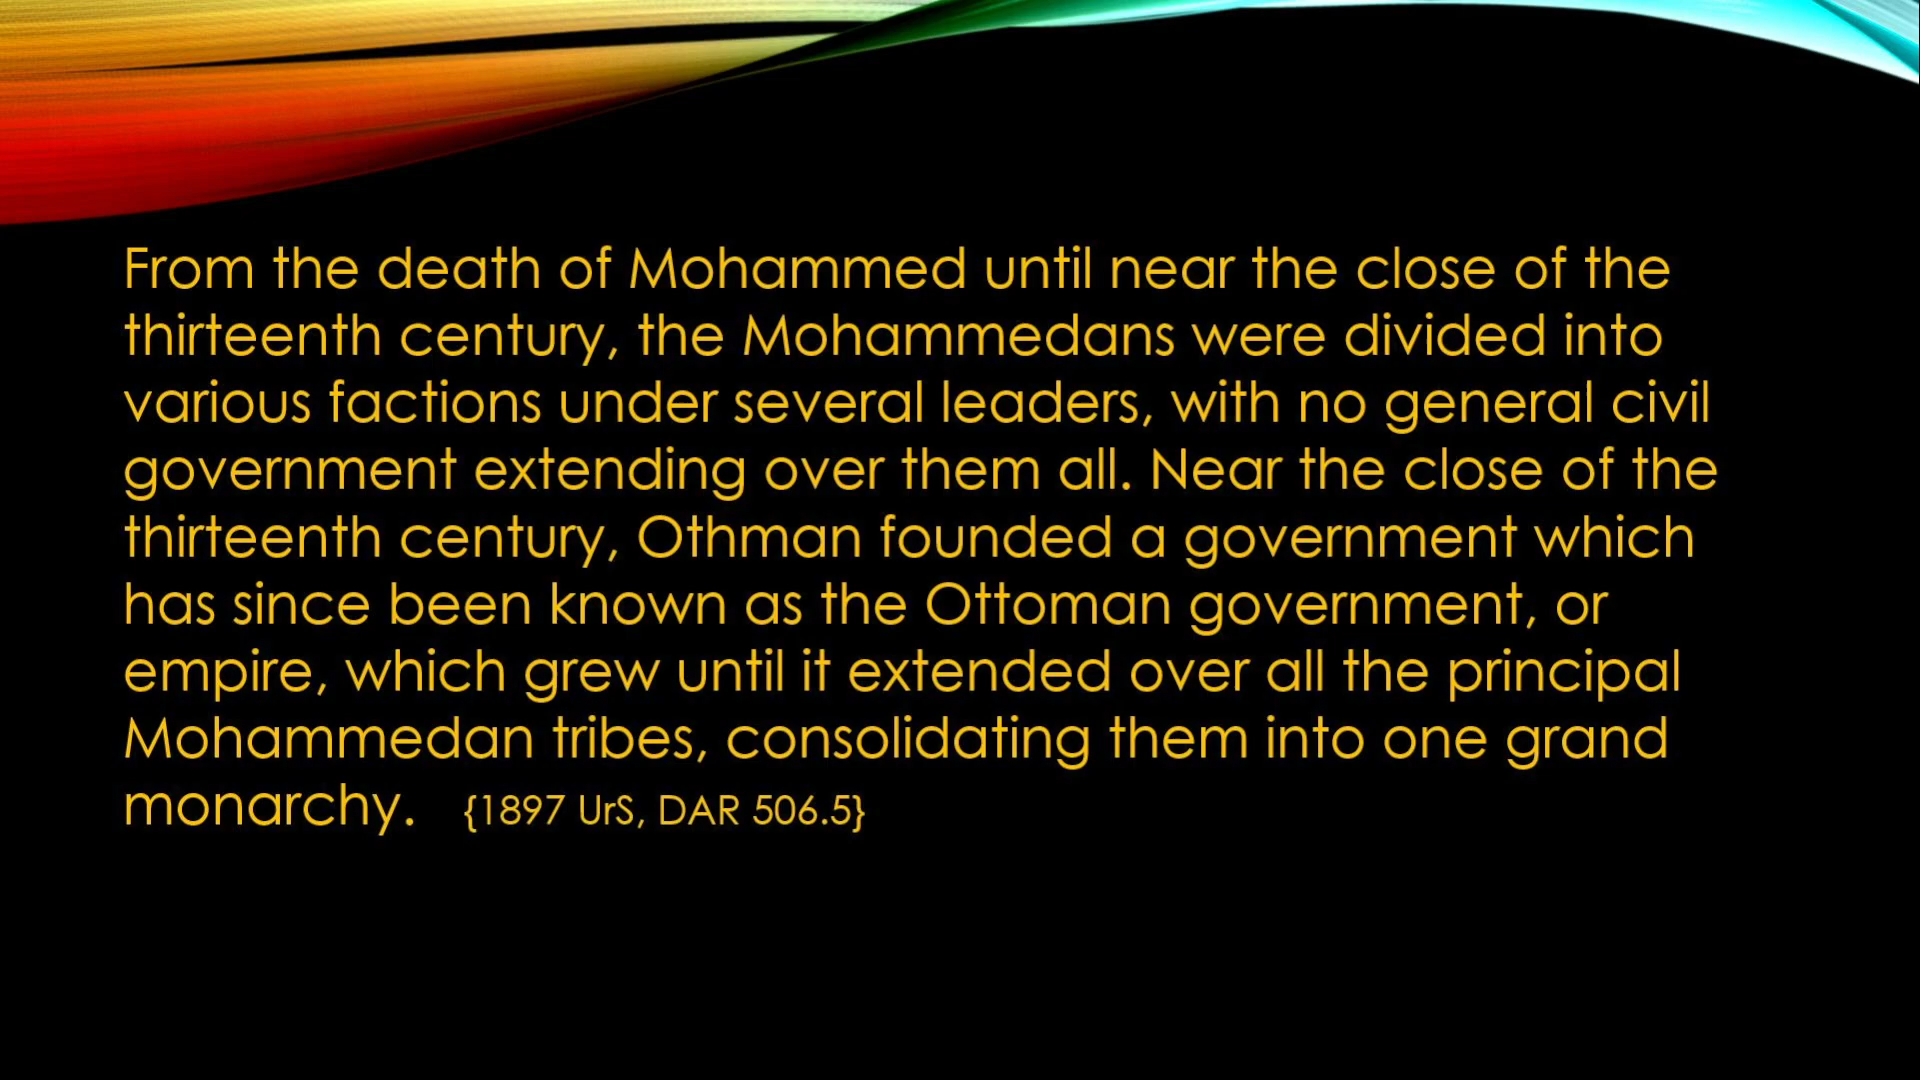 From the death of Mohammed until near the close of the
thirteenth century, the Mohammedans were divided into
various factions under several leaders, with no general civil
government extending over them all. Near the close of the
thirteenth century, Othman founded a government which
has since been known as the Ottoman government, or
empire, which grew until it extended over all the principal
Mohammedan tribes, consolidating them into one grand
monarchy. {1897 UrS, DAR 506.5}